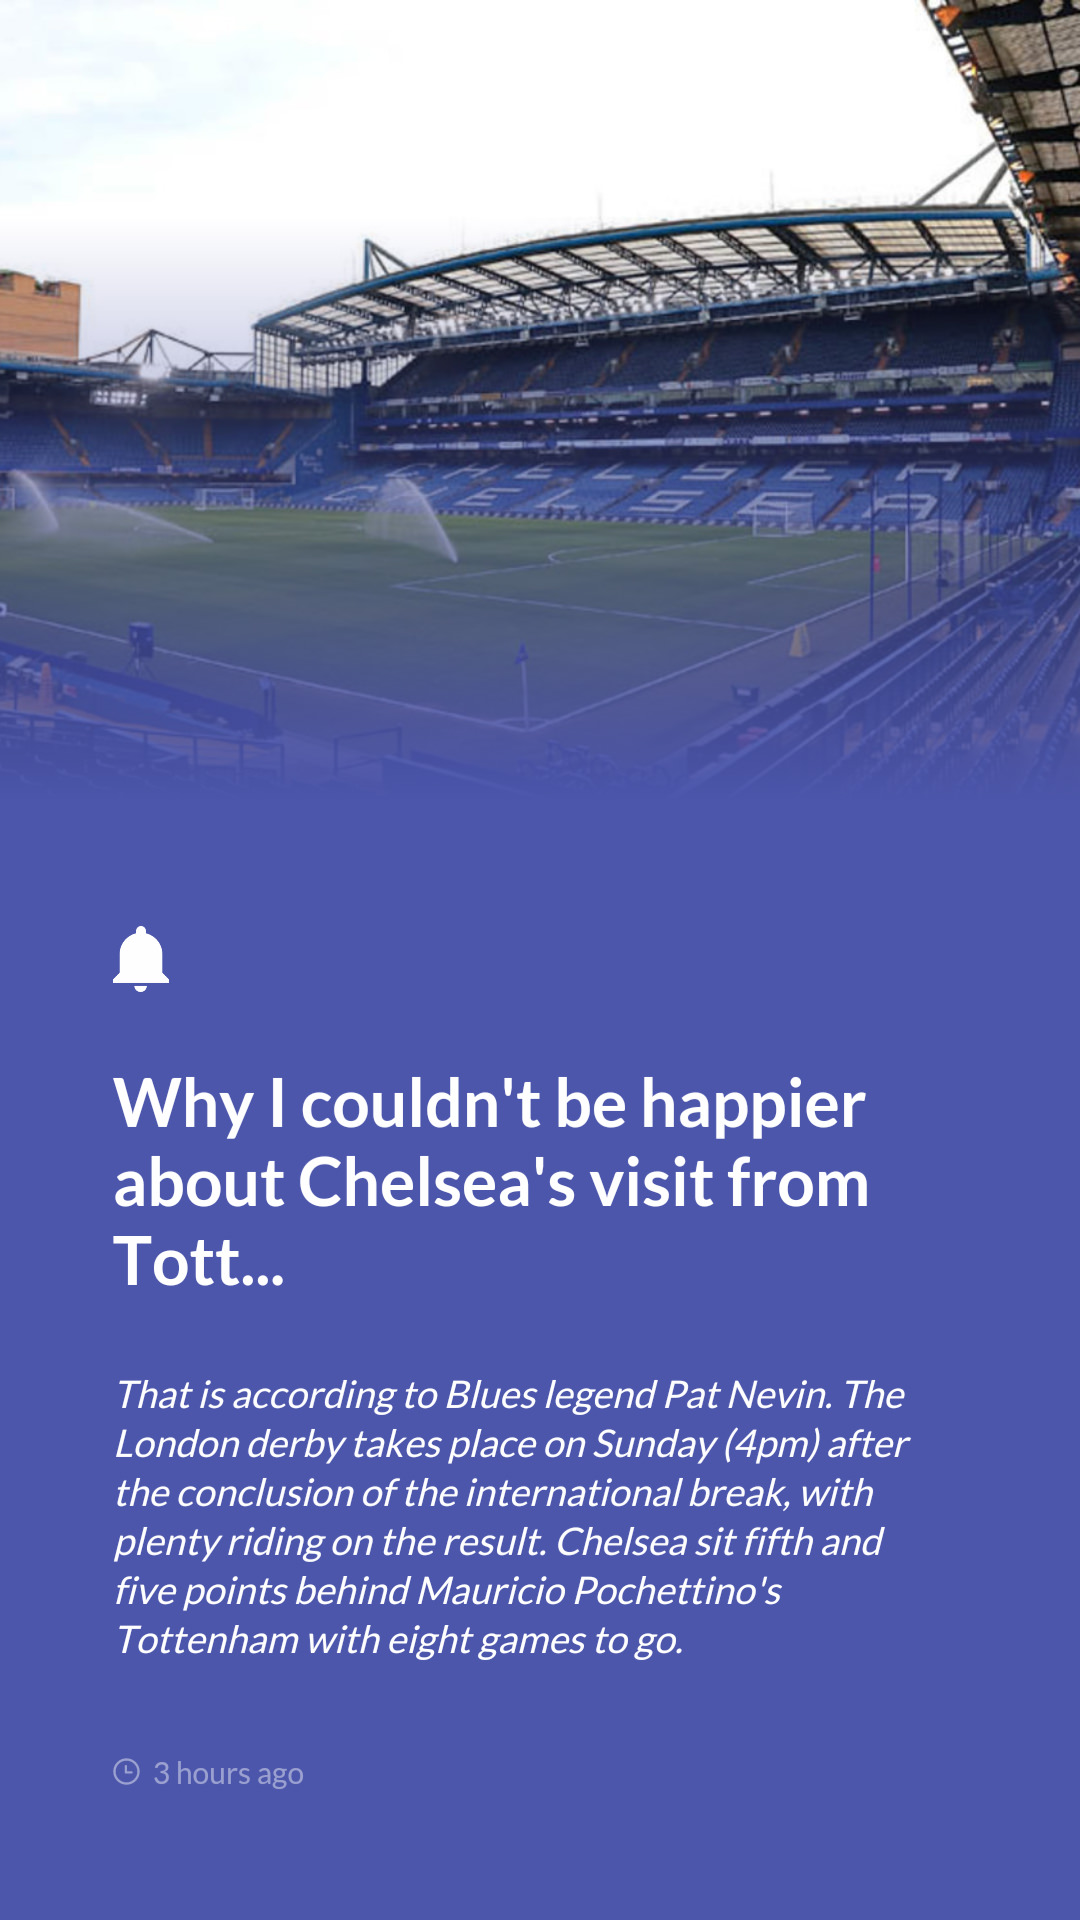 CHELSEA
CHELSEA
Why I couldn't be happier
about Chelsea's visit from
Tott...
That is according to Blues legend Pat Nevin. The
London derby takes place on Sunday (4pm) after
the conclusion of the international break, with
plenty riding on the result. Chelsea sit fifth and
five points behind Mauricio Pochettino's
Tottenham with eight games to go.
3 hours ago